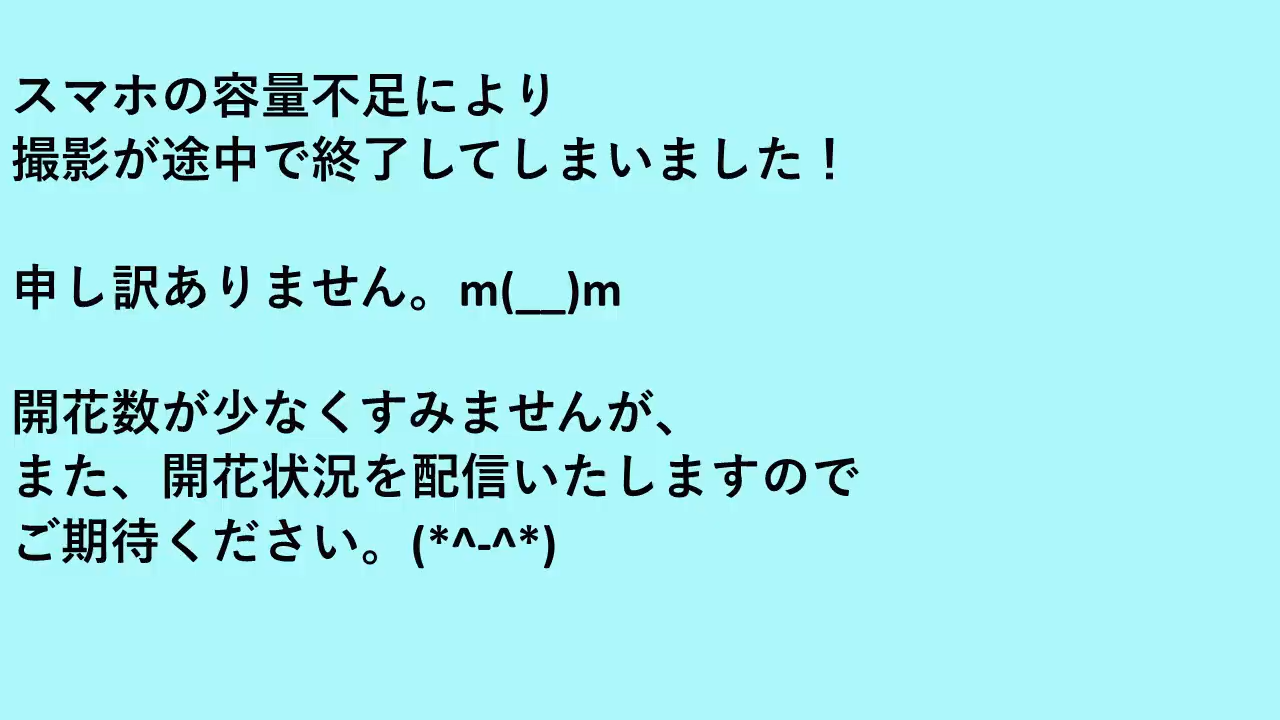 スマホの容量不足により
撮影が途中で終了してしまいました！
申し訳ありません。m(__)m
開花数が少なくすみませんが、
また、開花状況を配信いたしますので
ご期待ください。(*^-^*)